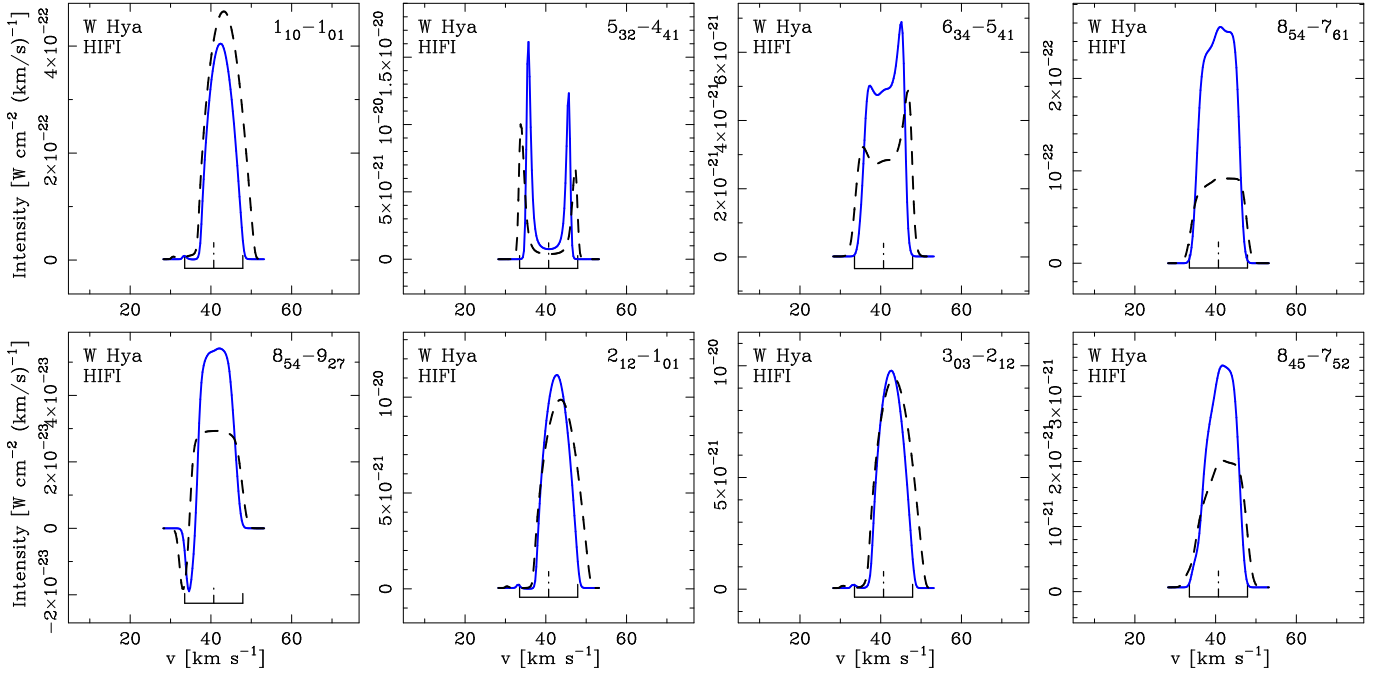 W Hya 1₁₀−1₀₁
HIFI
W Hya 5₃₂−4₄₁
HIFI
W Hya 6₃₄−5₄₁
HIFI
W Hya 8₅₄−7₆₁
HIFI
Intensity [W cm⁻² (km/s)⁻¹]
0 2×10⁻²² 4×10⁻²²
0 5×10⁻²¹ 10⁻²⁰ 1.5×10⁻²⁰
0 2×10⁻²¹ 4×10⁻²¹ 6×10⁻²¹
0 10⁻²² 2×10⁻²²
20 40 60
20 40 60
20 40 60
20 40 60
W Hya 8₅₄−9₂₇
HIFI
W Hya 2₁₂−1₀₁
HIFI
W Hya 3₀₃−2₁₂
HIFI
W Hya 8₄₅−7₅₂
HIFI
Intensity [W cm⁻² (km/s)⁻¹]
−2×10⁻²³ 0 2×10⁻²³ 4×10⁻²³
0 5×10⁻²¹ 10⁻²⁰
0 5×10⁻²¹ 10⁻²⁰
0 10⁻²¹ 2×10⁻²¹ 3×10⁻²¹
20 40 60
20 40 60
20 40 60
20 40 60
v [km s⁻¹]
v [km s⁻¹]
v [km s⁻¹]
v [km s⁻¹]